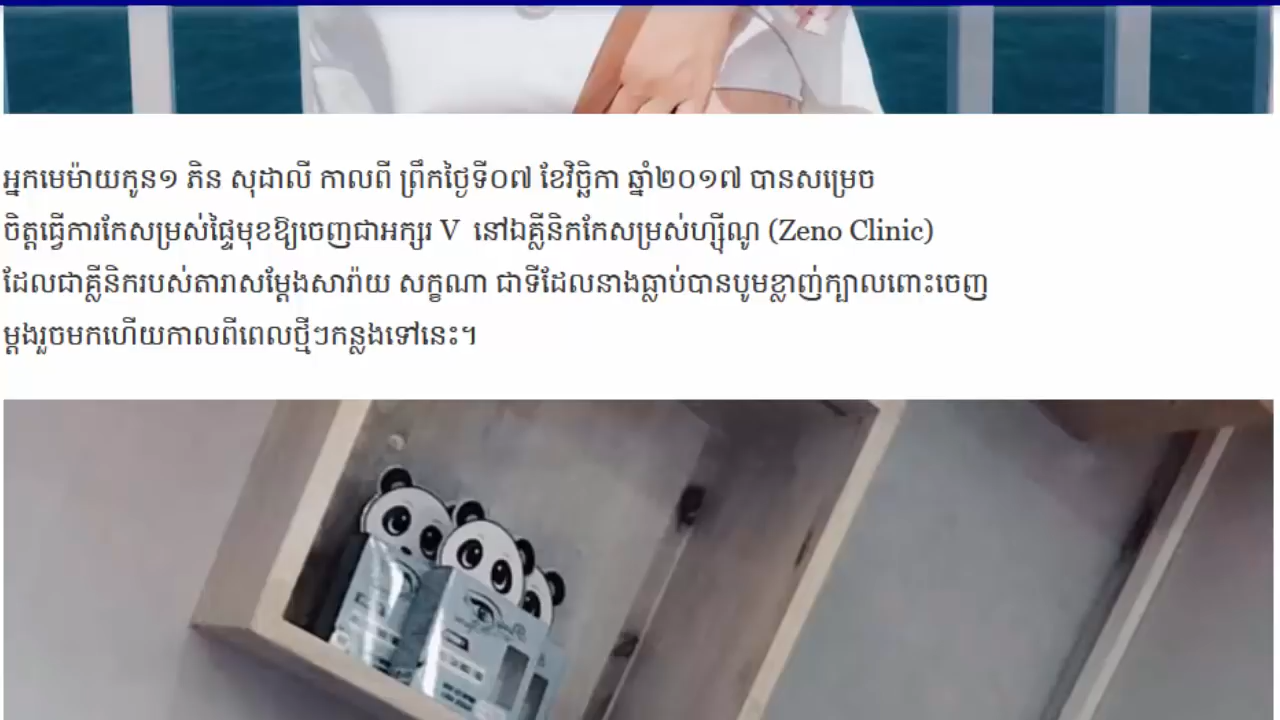 អ្នកមេម៉ាយកូន១ ភិន សុដាលី កាលពី ព្រឹកថ្ងៃទី០៧ ខែវិច្ឆិកា ឆ្នាំ២០១៧ បានសម្រេច
ចិត្តធ្វើការកែសម្រស់ផ្ទៃមុខឱ្យចេញជាអក្សរ V នៅឯគ្លីនិកកែសម្រស់ហ្ស៊ីណូ (Zeno Clinic)
ដែលជាគ្លីនិករបស់តារាសម្តែងសារ៉ាយ សក្ខណា ជាទីដែលនាងធ្លាប់បានបូមខ្លាញ់ក្បាលពោះចេញ
ម្តងរួចមកហើយកាលពីពេលថ្មីៗកន្លងទៅនេះ។